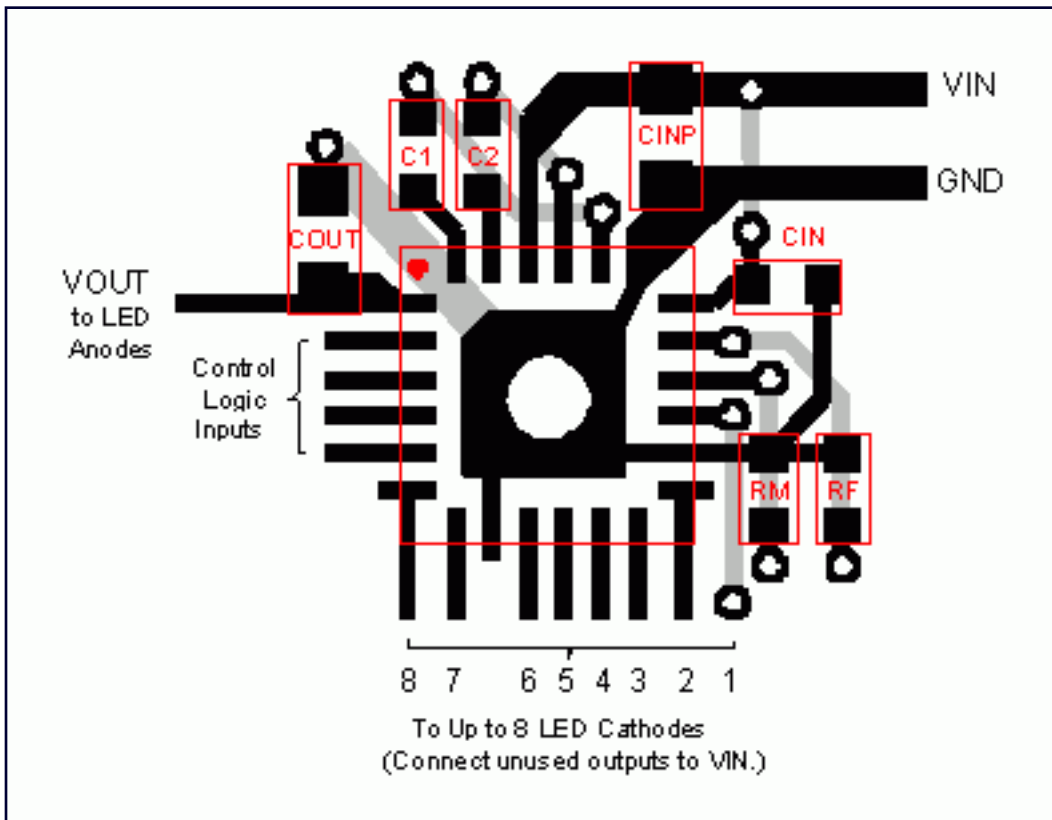 VIN
CINP
C1 C2
GND
CIN
COUT
VOUT
to LED
Anodes
Control
Logic
Inputs
RM RF
8 7 6 5 4 3 2 1
To Up to 8 LED Cathodes
(Connect unused outputs to VIN.)